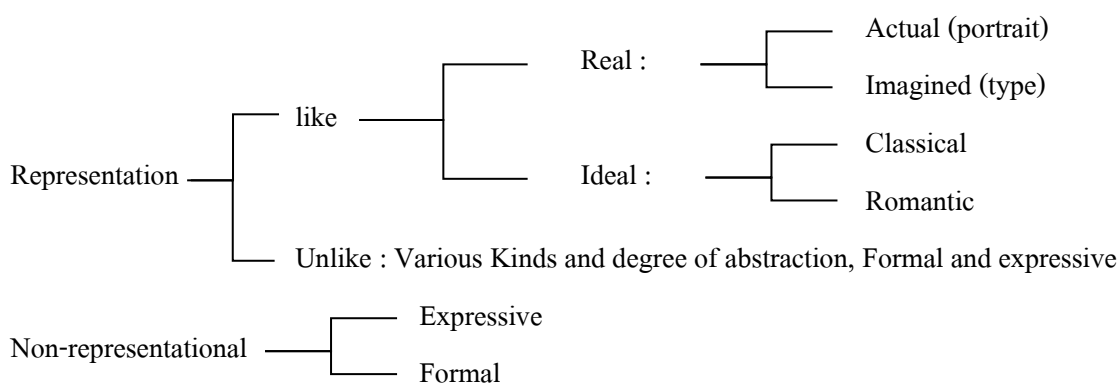 Actual (portrait)
Real :
Imagined (type)
like
Classical
Representation
Ideal :
Romantic
Unlike : Various Kinds and degree of abstraction, Formal and expressive
Expressive
Non-representational
Formal